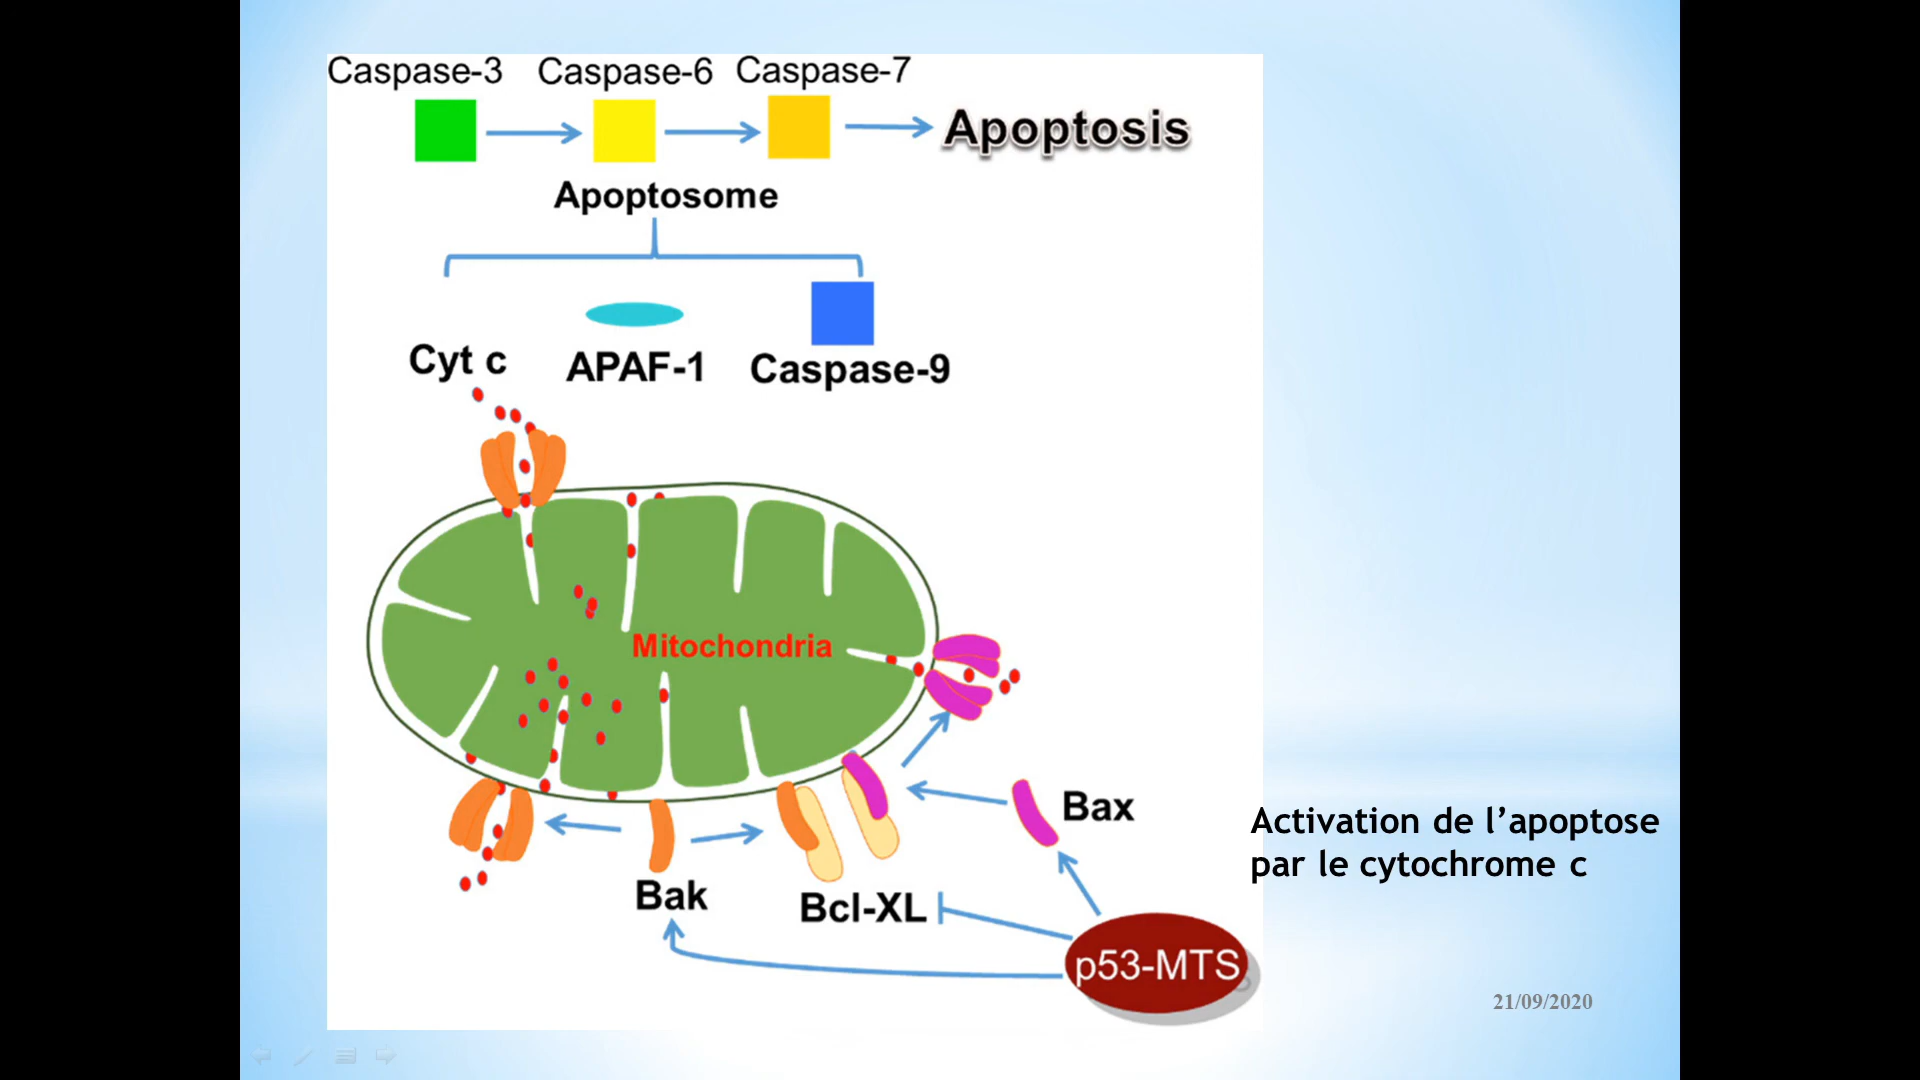 Caspase-3 Caspase-6 Caspase-7
Apoptosis
Apoptosome
Cyt c APAF-1 Caspase-9
Mitochondria
Bax
Bak
Bcl-XL
p53-MTS
Activation de l’apoptose
par le cytochrome c
21/09/2020